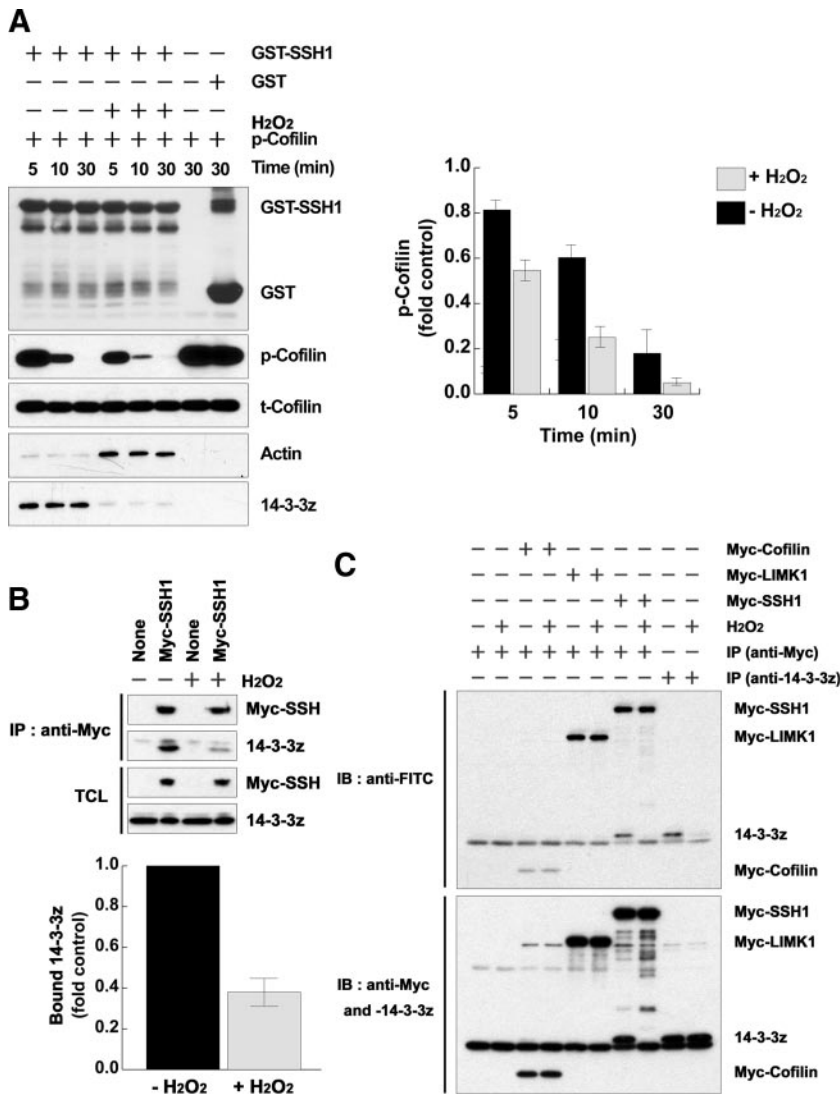 A
+ + + + + + − − GST-SSH1
− − − − − − − + GST
− − − + + + − − H2O2
+ + + + + + + + p-Cofilin
5 10 30 5 10 30 30 30 Time (min)
GST-SSH1
GST
p-Cofilin
t-Cofilin
Actin
14-3-3z
+ H2O2
- H2O2
p-Cofilin
(fold control)
1.0
0.8
0.6
0.4
0.2
0.0
5 10 30
Time (min)
B
None Myc-SSH1 None Myc-SSH1
− − + + H2O2
IP : anti-Myc
Myc-SSH
14-3-3z
TCL
Myc-SSH
14-3-3z
Bound 14-3-3z
(fold control)
1.0
0.8
0.6
0.4
0.2
0.0
- H2O2 + H2O2
C
− − + + − − − − − − Myc-Cofilin
− − − − + + − − − − Myc-LIMK1
− − − − − − + + − − Myc-SSH1
− + − + − + − + − + H2O2
+ + + + + + + + − − IP (anti-Myc)
− − − − − − − − + + IP (anti-14-3-3z)
IB : anti-FITC
Myc-SSH1
Myc-LIMK1
14-3-3z
Myc-Cofilin
IB : anti-Myc
and -14-3-3z
Myc-SSH1
Myc-LIMK1
14-3-3z
Myc-Cofilin